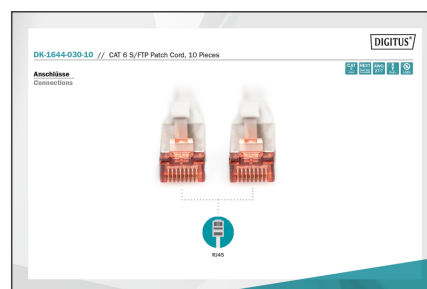 DIGITUS®
DK-1644-030-10 // CAT 6 S/FTP Patch Cord, 10 Pieces
Anschlüsse
Connections
RJ45